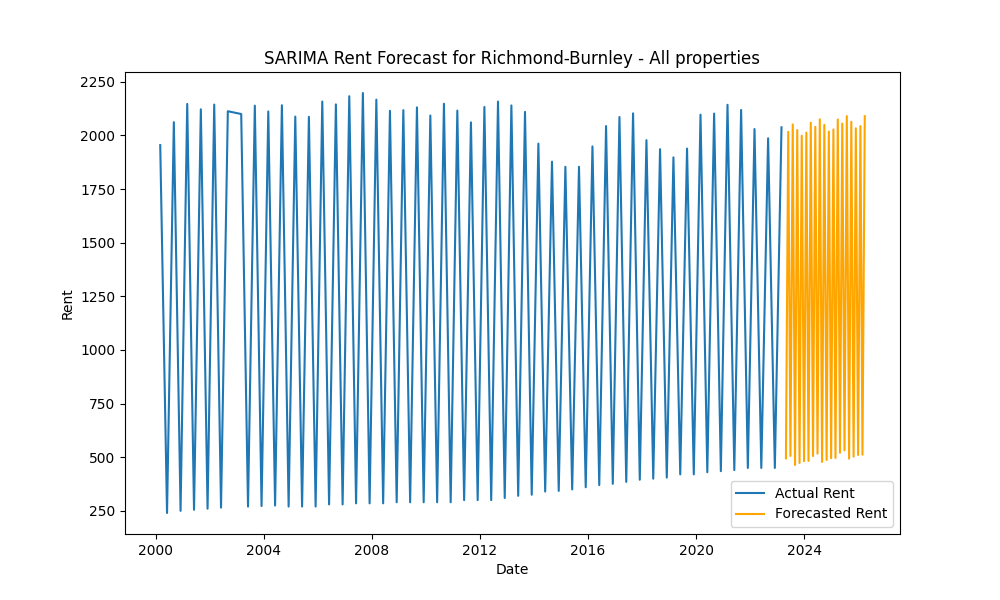 SARIMA Rent Forecast for Richmond-Burnley - All properties
2250
2000
1750
1500
1250
1000
750
500
250
Rent
2000 2004 2008 2012 2016 2020 2024
Date
Actual Rent
Forecasted Rent